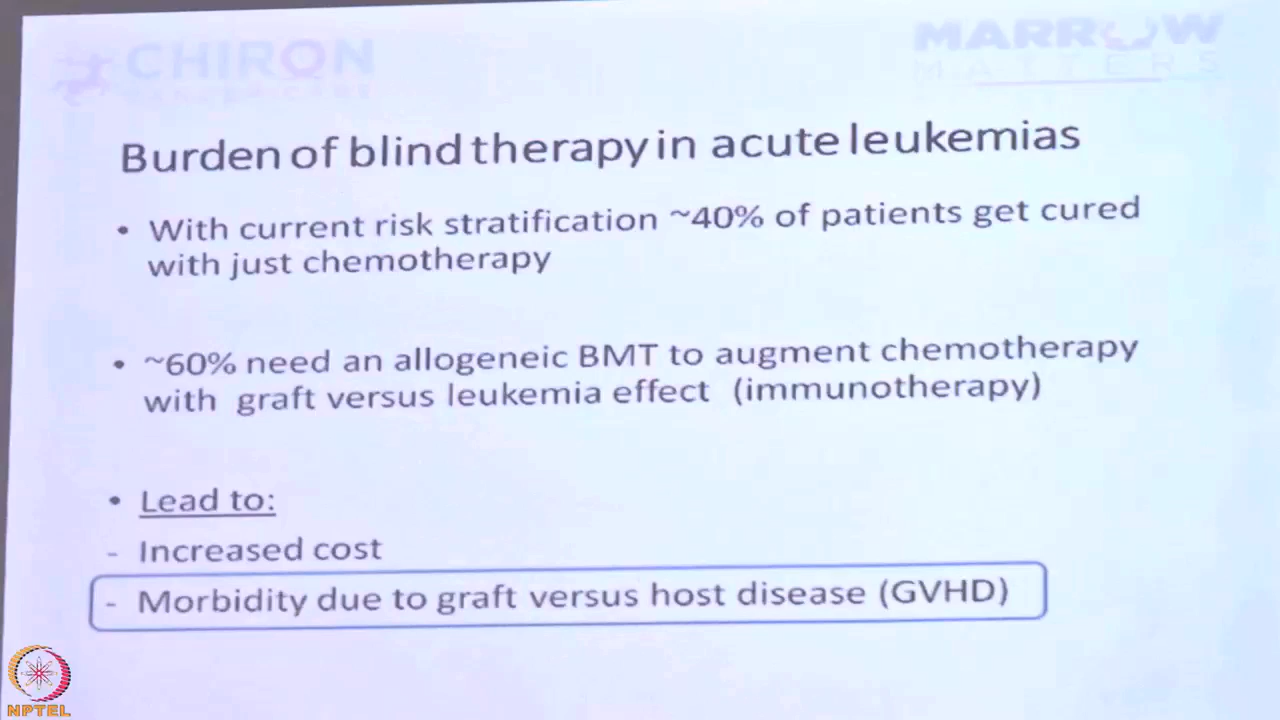 CHIRON
MARROW
MATTERS
Burden of blind therapy in acute leukemias
• With current risk stratification ~40% of patients get cured
with just chemotherapy
• ~60% need an allogeneic BMT to augment chemotherapy
with graft versus leukemia effect (immunotherapy)
• Lead to:
- Increased cost
- Morbidity due to graft versus host disease (GVHD)
NPTEL